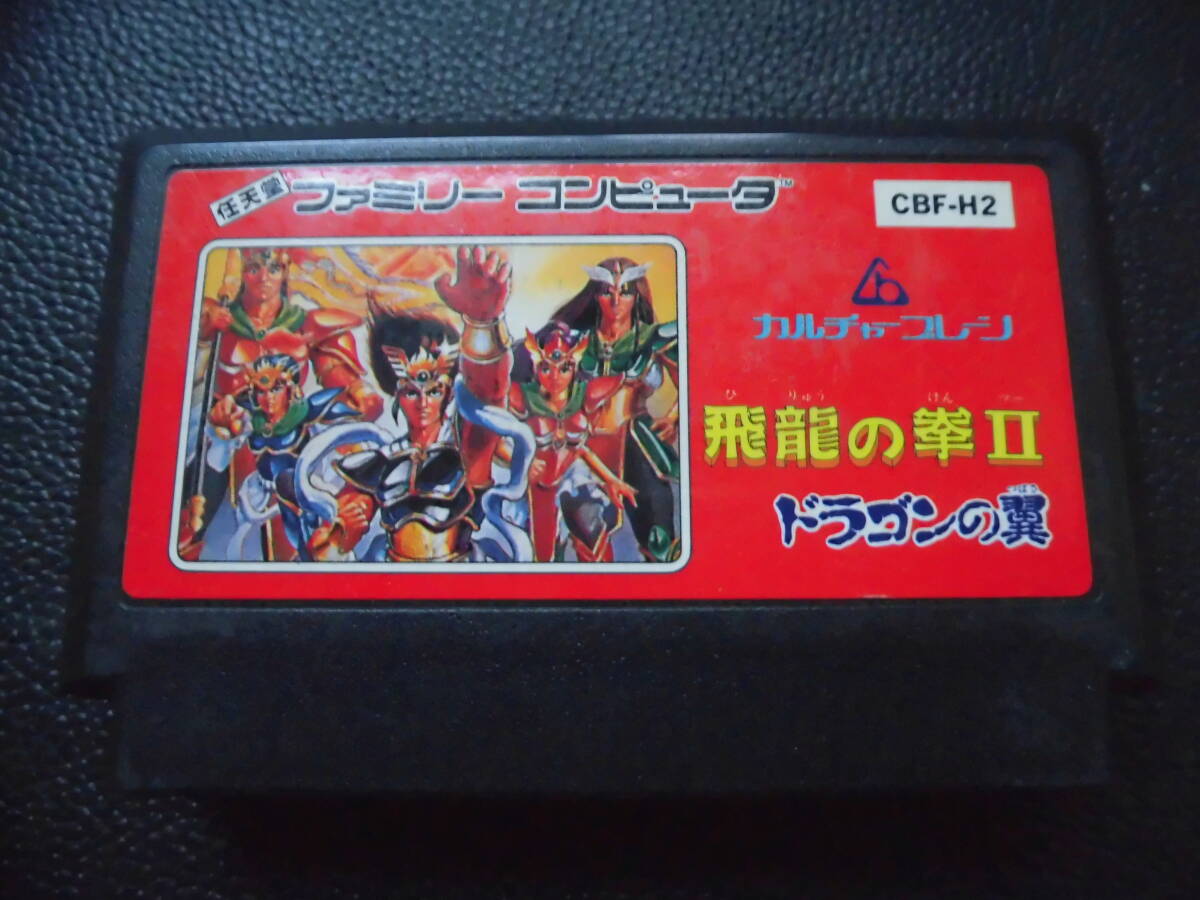 任天堂 ファミリー コンピュータ™
CBF-H2
カルチャーブレーン
ひ りゅう けん ツー
飛龍の拳II
つばさ
ドラゴンの翼